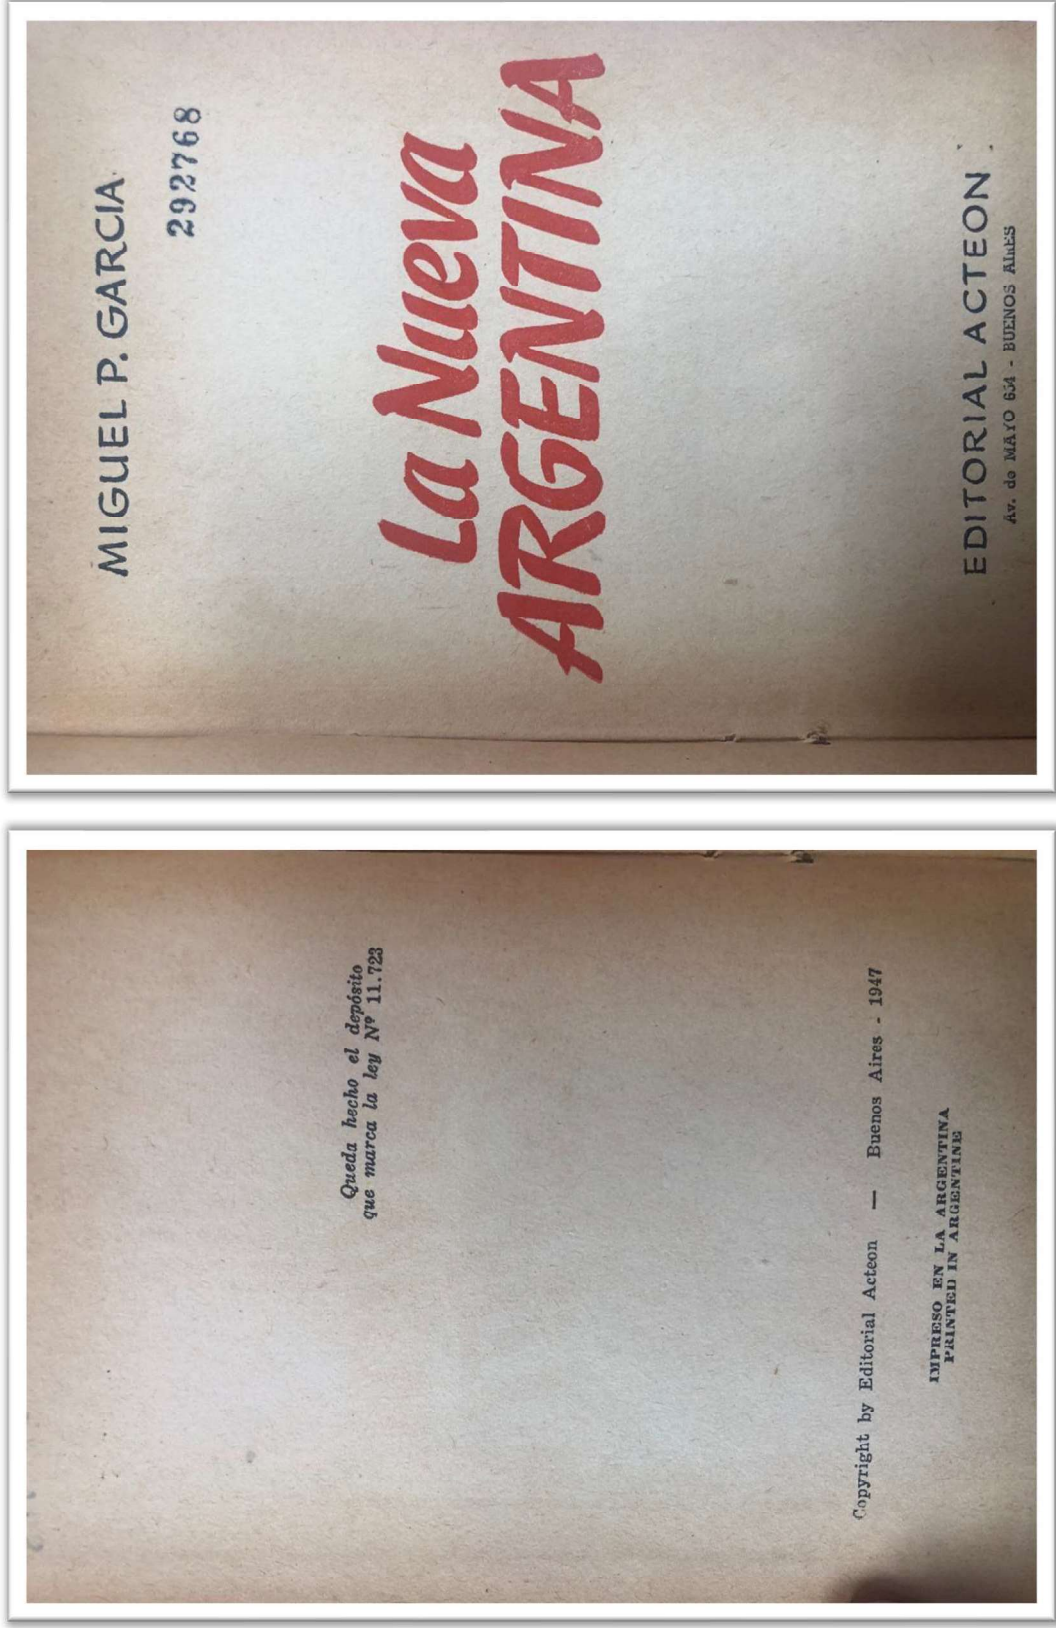 MIGUEL P. GARCIA
292768
La Nueva
ARGENTINA
EDITORIAL ACTEON
Av. de MAYO 654 - BUENOS AIRES
Queda hecho el depósito
que marca la ley Nº 11.723
Copyright by Editorial Acteon — Buenos Aires - 1947
IMPRESO EN LA ARGENTINA
PRINTED IN ARGENTINE